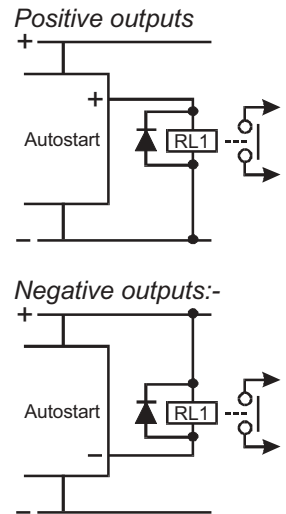 Positive outputs
+
+
Autostart
RL1
−
Negative outputs:-
+
Autostart
RL1
−
−